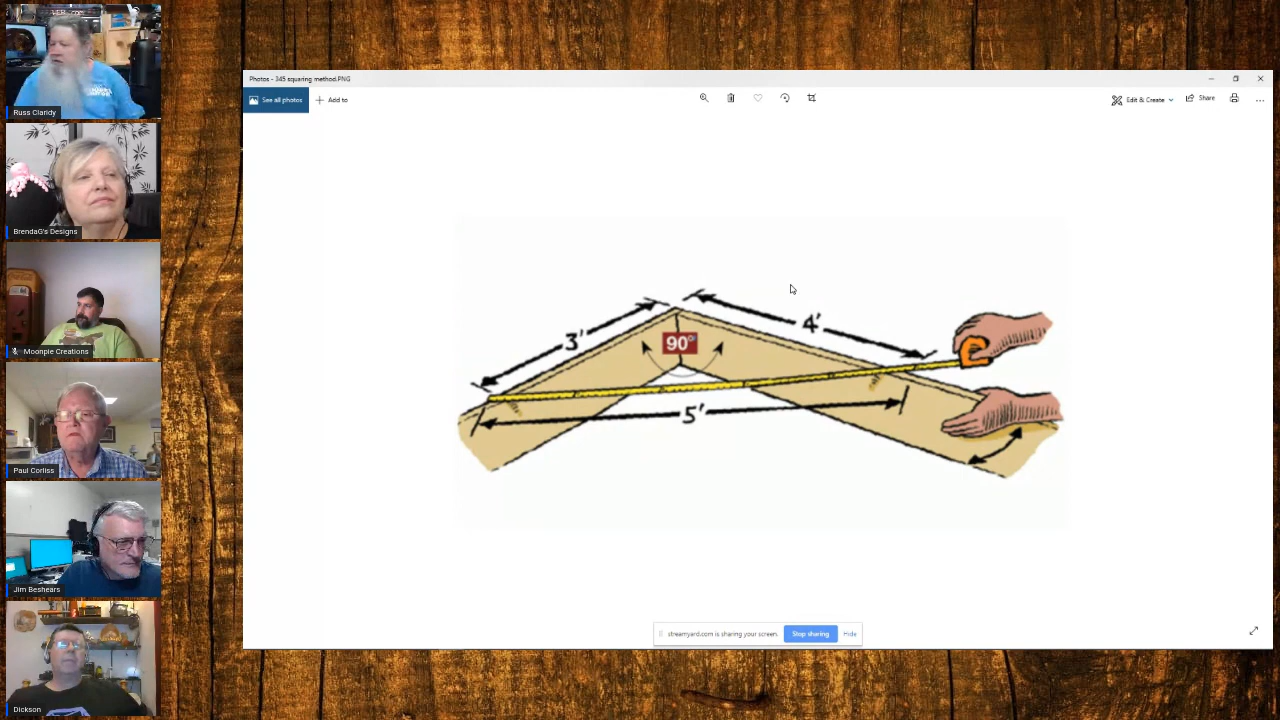 Russ Claridy
BrendaG's Designs
Moonpie Creations
Paul Corliss
Jim Beshears
Dickson
Photos - 345 squaring method.PNG
See all photos
Add to
Edit & Create
Share
3'
4'
90°
5'
streamyard.com is sharing your screen.
Stop sharing
Hide